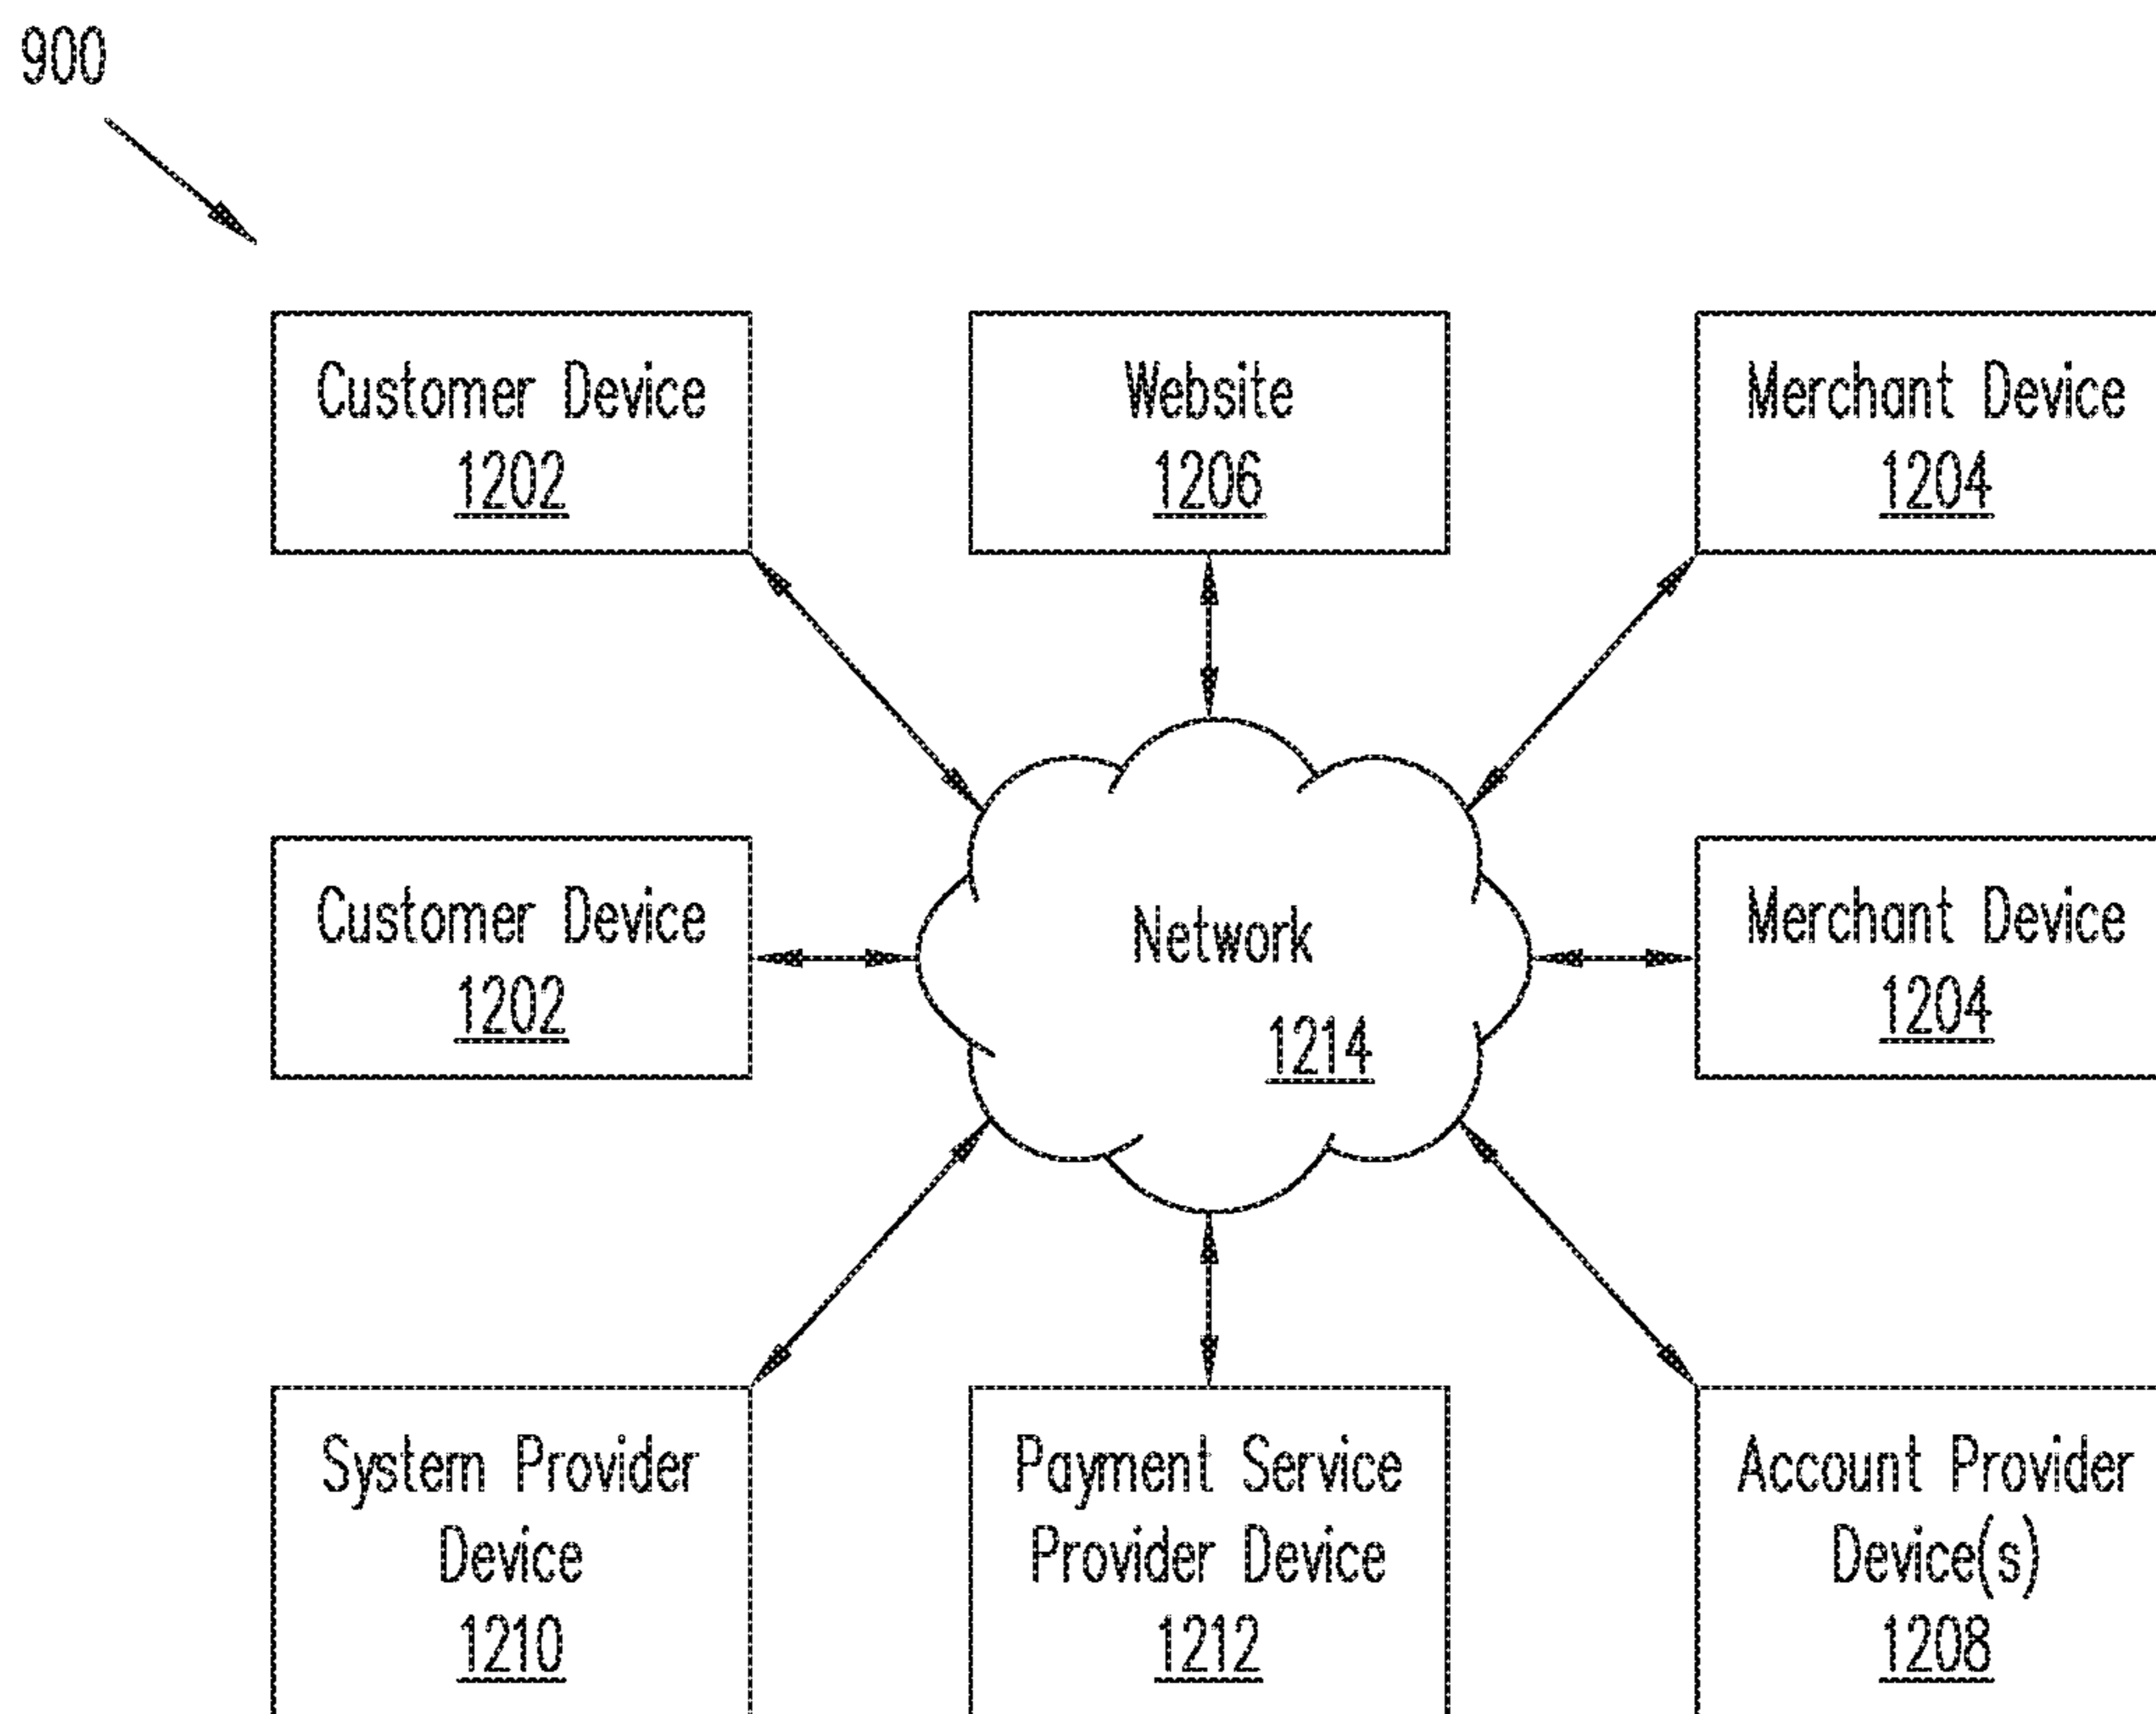 900
Customer Device
1202
Website
1206
Merchant Device
1204
Customer Device
1202
Network
1214
Merchant Device
1204
System Provider
Device
1210
Payment Service
Provider Device
1212
Account Provider
Device(s)
1208